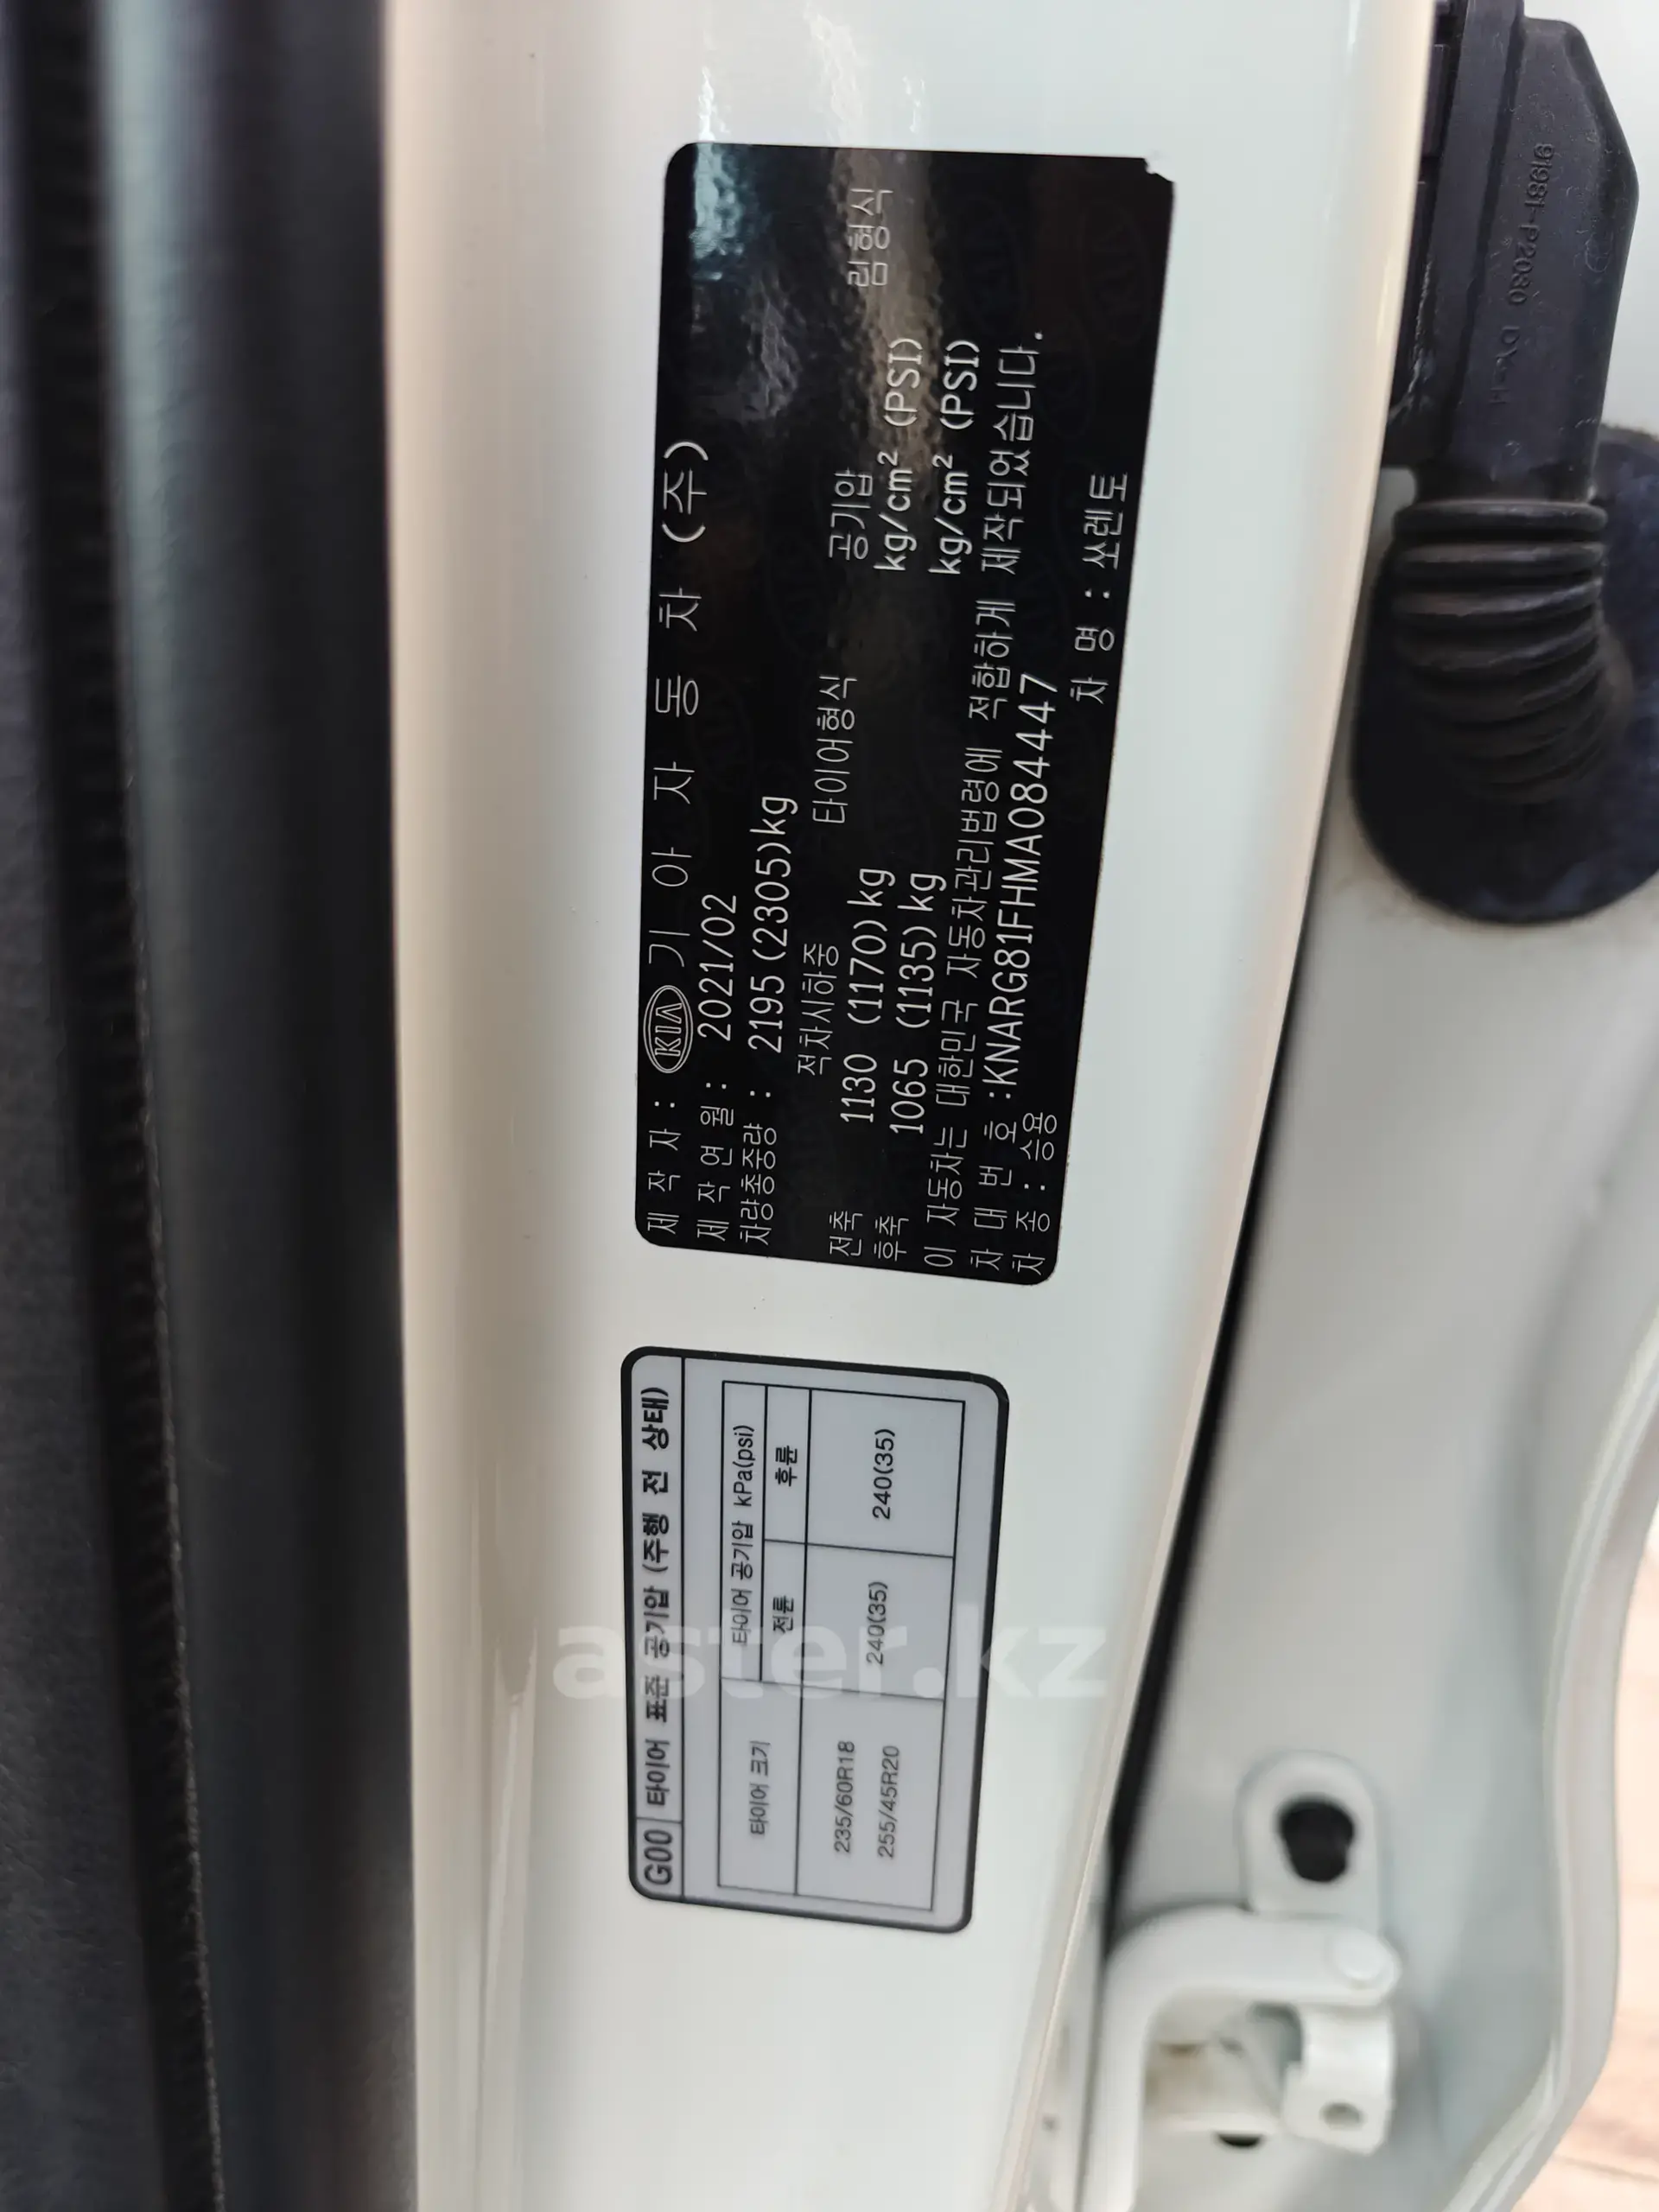 제 작 자 : KIA 기 아 자 동 차 (주)
제 작 연 월 : 2021/02
차량총중량 : 2195(2305)kg
적차시하중 타이어형식 공기압 림형식
전축 1130 (1170)kg kg/cm² (PSI)
후축 1065 (1135)kg kg/cm² (PSI)
이 자동차는 대한민국 자동차관리법령에 적합하게 제작되었습니다.
차 대 번 호 :KNARG81FHMA084447
차 종 : 승용 차 명 : 쏘렌토
G00 타이어 표준 공기압 (주행 전 상태)
타이어 크기 타이어 공기압 kPa(psi)
전륜 후륜
235/60R18
255/45R20
240(35) 240(35)
91981-P2030
aster.kz